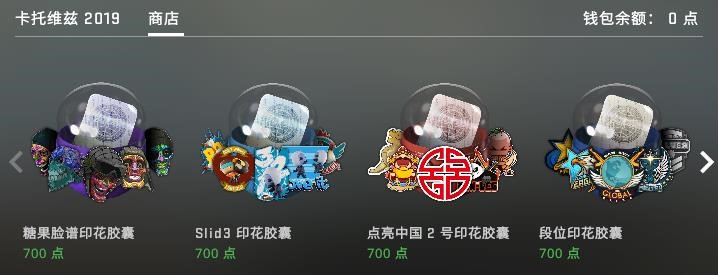 卡托维兹 2019 商店 钱包余额： 0 点
糖果脸谱印花胶囊 Slid3 印花胶囊 点亮中国 2 号印花胶囊 段位印花胶囊
700 点 700 点 700 点 700 点
GLOBAL